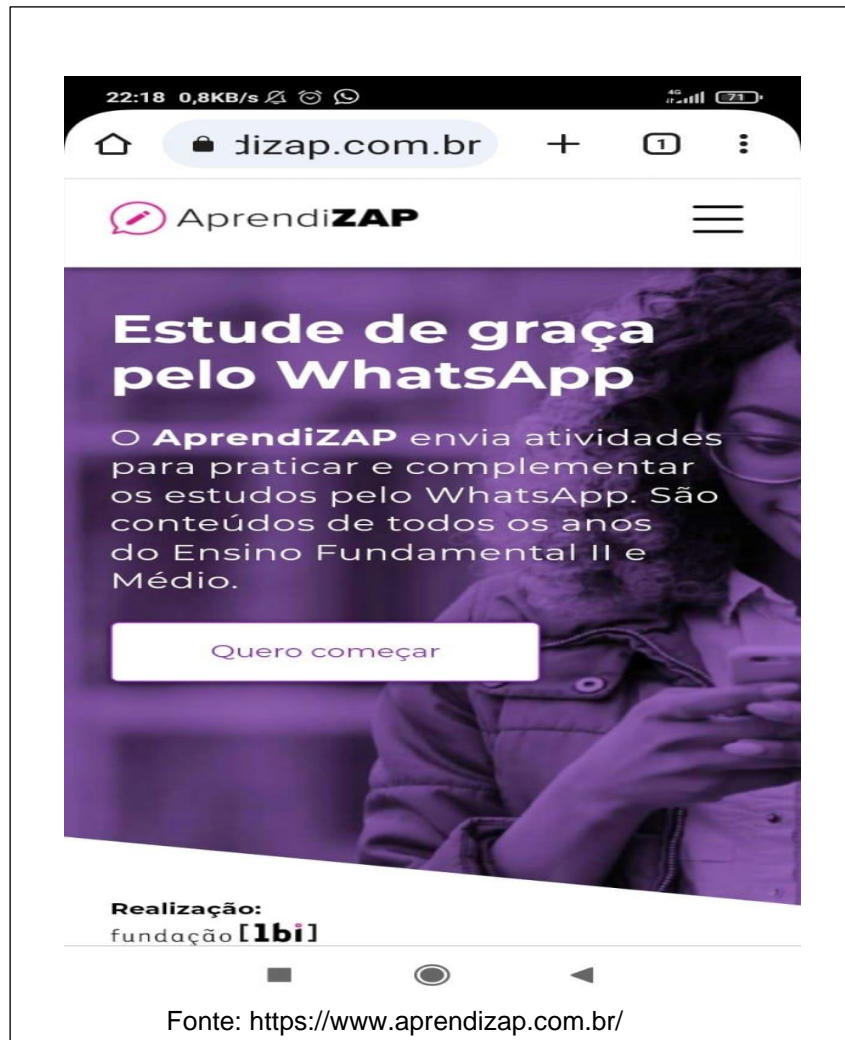 22:18 0,8KB/s 4G 71
dizap.com.br 1
AprendiZAP
Estude de graça
pelo WhatsApp
O AprendiZAP envia atividades
para praticar e complementar
os estudos pelo WhatsApp. São
conteúdos de todos os anos
do Ensino Fundamental II e
Médio.
Quero começar
Realização:
fundação [1bi]
Fonte: https://www.aprendizap.com.br/